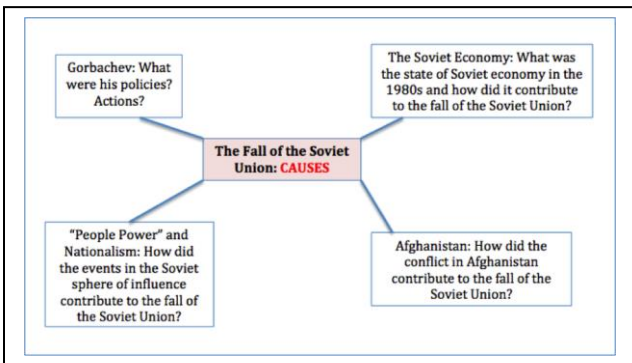 Gorbachev: What
were his policies?
Actions?
The Soviet Economy: What was
the state of Soviet economy in the
1980s and how did it contribute
to the fall of the Soviet Union?
The Fall of the Soviet
Union: CAUSES
“People Power” and
Nationalism: How did
the events in the Soviet
sphere of influence
contribute to the fall of
the Soviet Union?
Afghanistan: How did the
conflict in Afghanistan
contribute to the fall of the
Soviet Union?